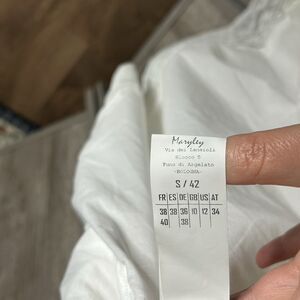 Maryley
Via dei Lanaioli
Blocco 5
Funo di Argelato
-BOLOGNA-
S / 42
FR ES DE GB US AT
38 38 36 10 12 34
40 38